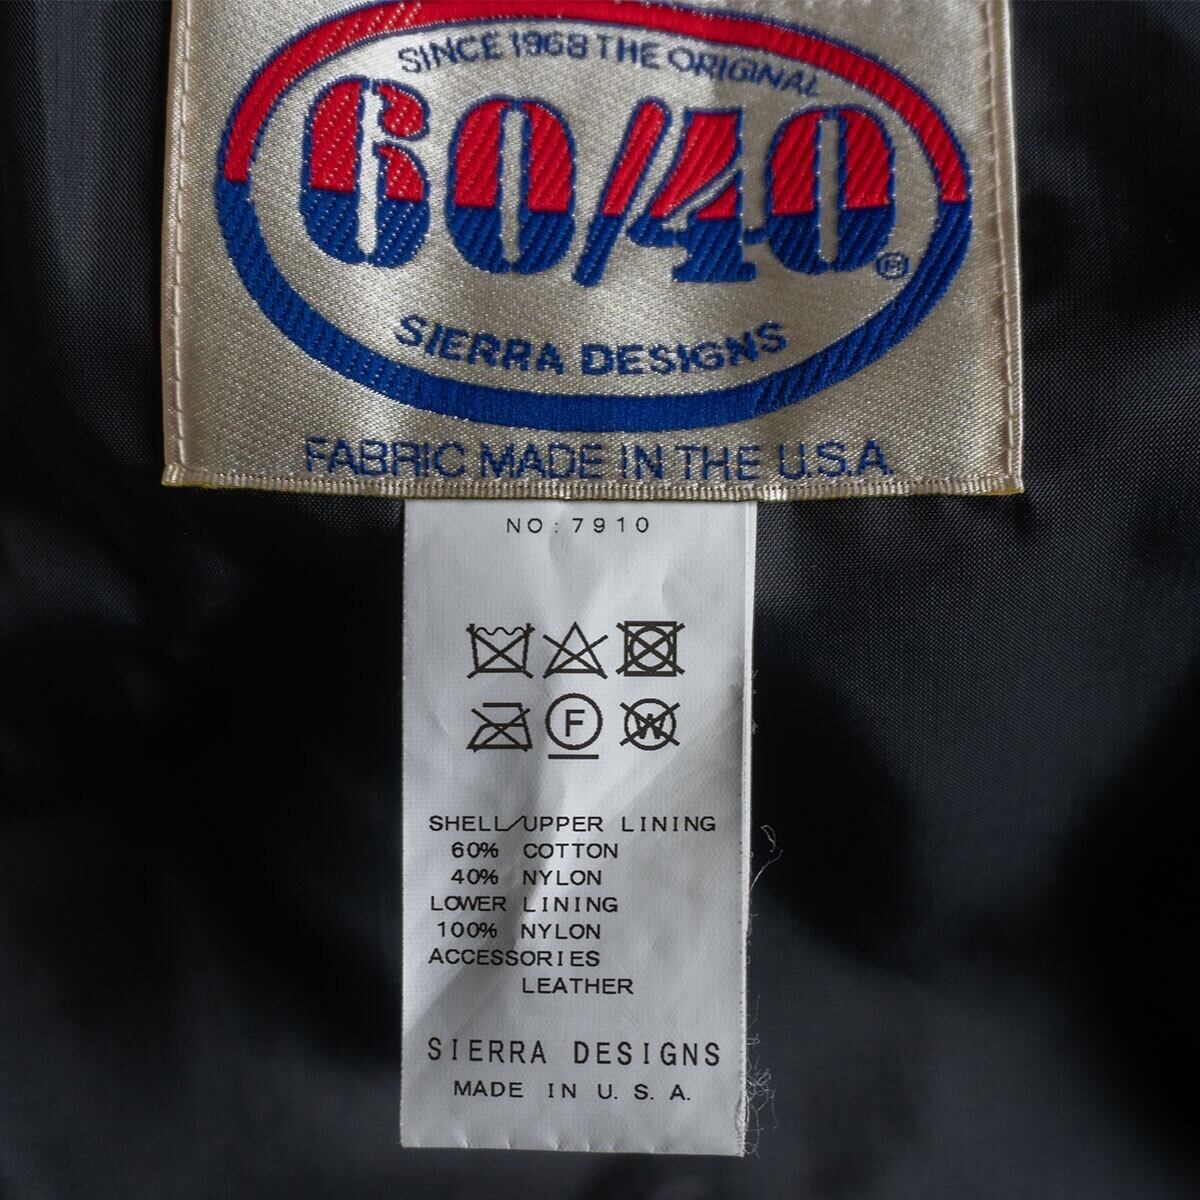 SINCE 1968 THE ORIGINAL
60/40®
SIERRA DESIGNS
FABRIC MADE IN THE U.S.A.
NO:7910
F W
SHELL/UPPER LINING
60% COTTON
40% NYLON
LOWER LINING
100% NYLON
ACCESSORIES
LEATHER
SIERRA DESIGNS
MADE IN U. S. A.